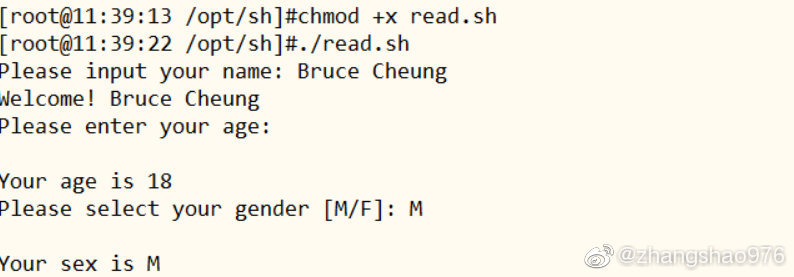 [root@11:39:13 /opt/sh]#chmod +x read.sh
[root@11:39:22 /opt/sh]#./read.sh
Please input your name: Bruce Cheung
Welcome! Bruce Cheung
Please enter your age:
Your age is 18
Please select your gender [M/F]: M
Your sex is M
@zhangshao976